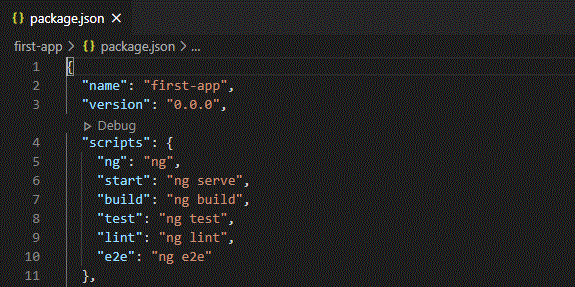 {} package.json ×
first-app > {} package.json > ...
1 {
2 "name": "first-app",
3 "version": "0.0.0",
▷ Debug
4 "scripts": {
5 "ng": "ng",
6 "start": "ng serve",
7 "build": "ng build",
8 "test": "ng test",
9 "lint": "ng lint",
10 "e2e": "ng e2e"
11 },